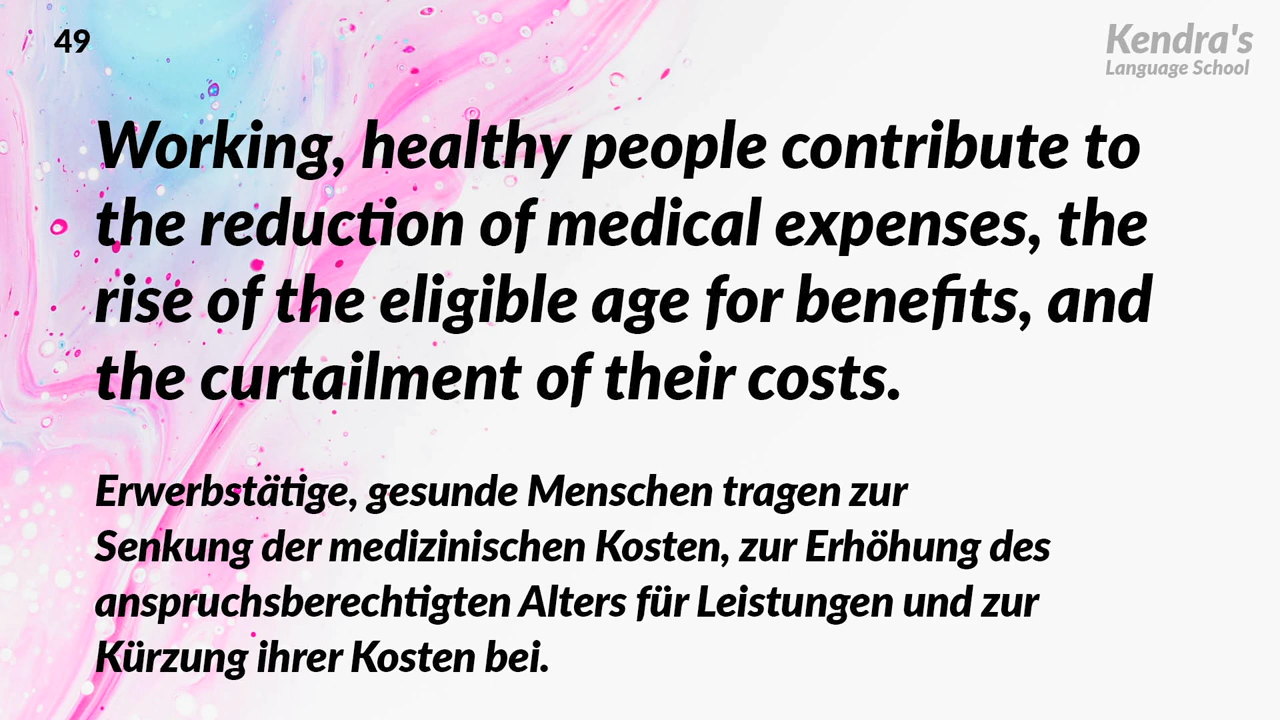 49
Kendra's
Language School
Working, healthy people contribute to
the reduction of medical expenses, the
rise of the eligible age for benefits, and
the curtailment of their costs.
Erwerbstätige, gesunde Menschen tragen zur
Senkung der medizinischen Kosten, zur Erhöhung des
anspruchsberechtigten Alters für Leistungen und zur
Kürzung ihrer Kosten bei.